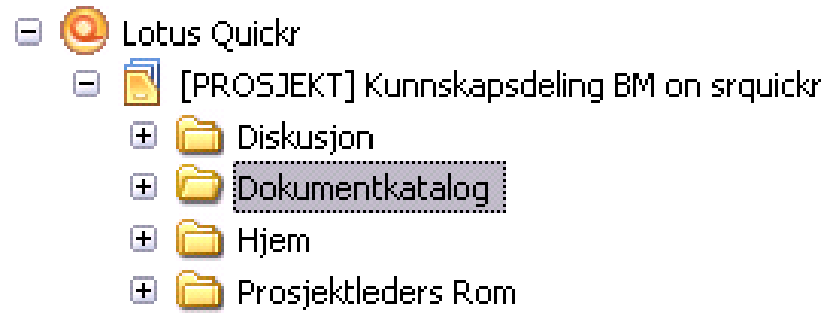 Lotus Quickr
[PROSJEKT] Kunnskapsdeling BM on srquickr
Diskusjon
Dokumentkatalog
Hjem
Prosjektleders Rom